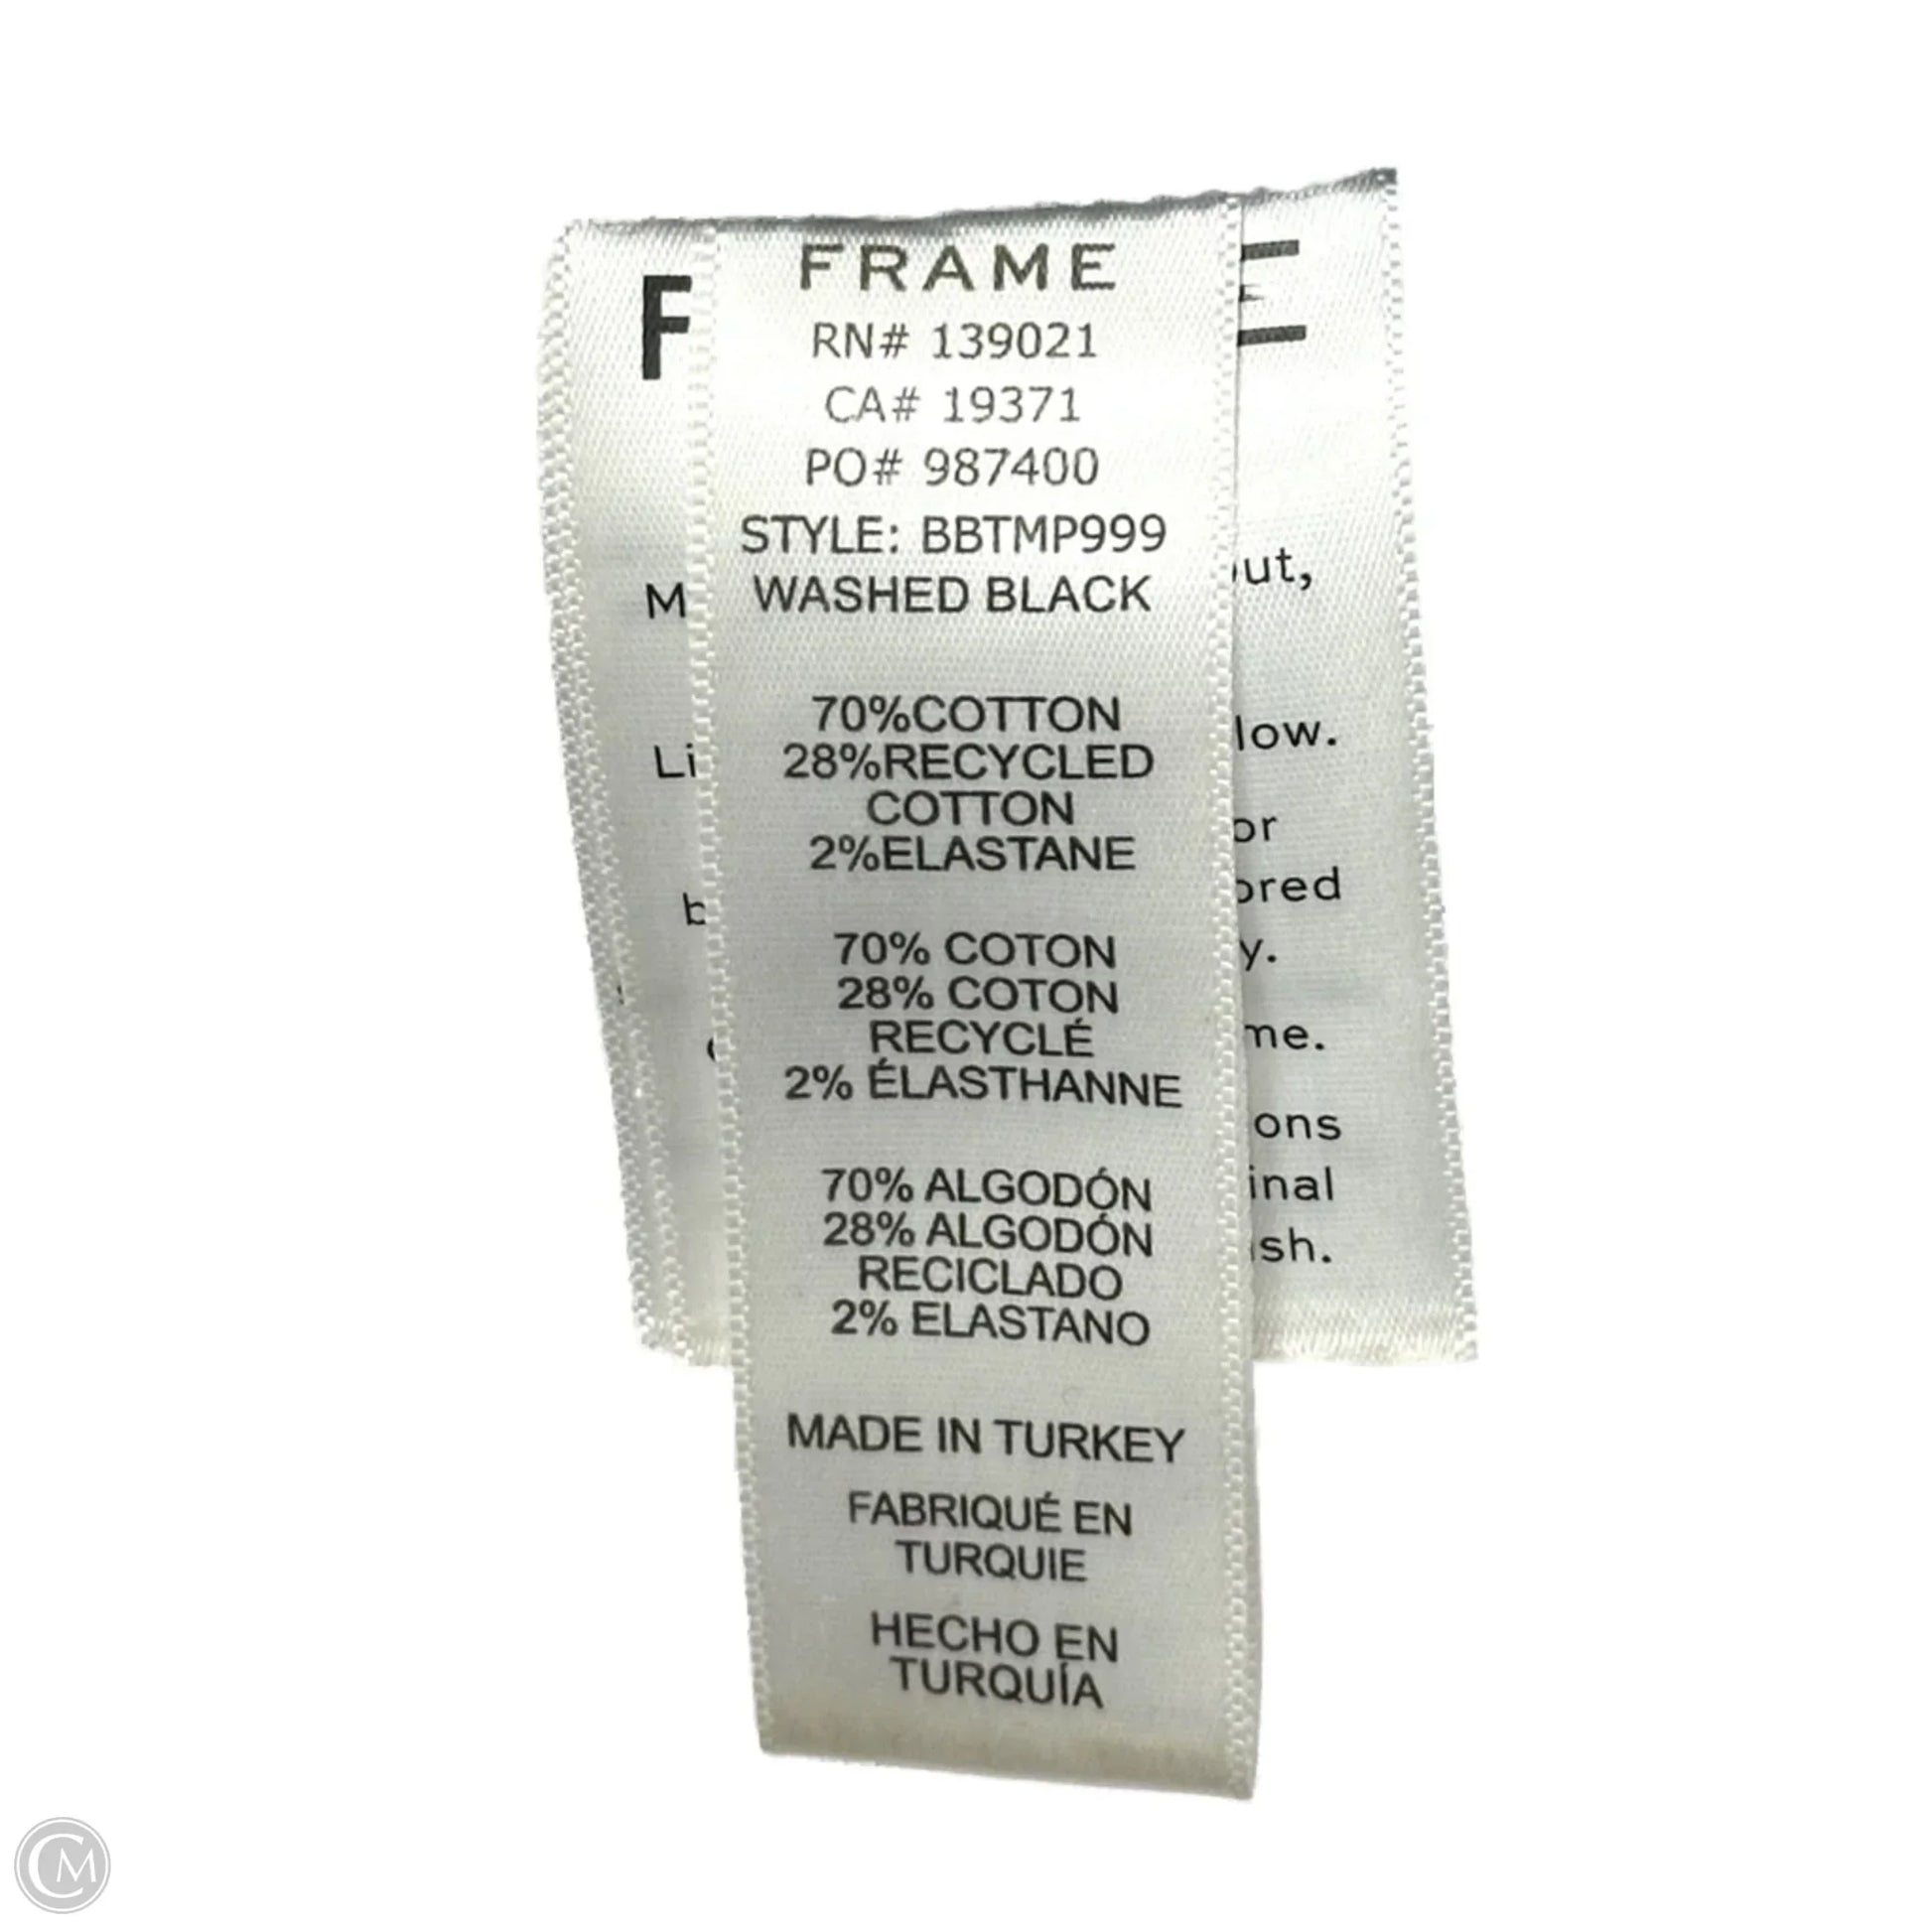 FRAME
RN# 139021
CA# 19371
PO# 987400
STYLE: BBTMP999
WASHED BLACK
70%COTTON
28%RECYCLED
COTTON
2%ELASTANE
70% COTON
28% COTON
RECYCLÉ
2% ÉLASTHANNE
70% ALGODÓN
28% ALGODÓN
RECICLADO
2% ELASTANO
MADE IN TURKEY
FABRIQUÉ EN
TURQUIE
HECHO EN
TURQUÍA
CM